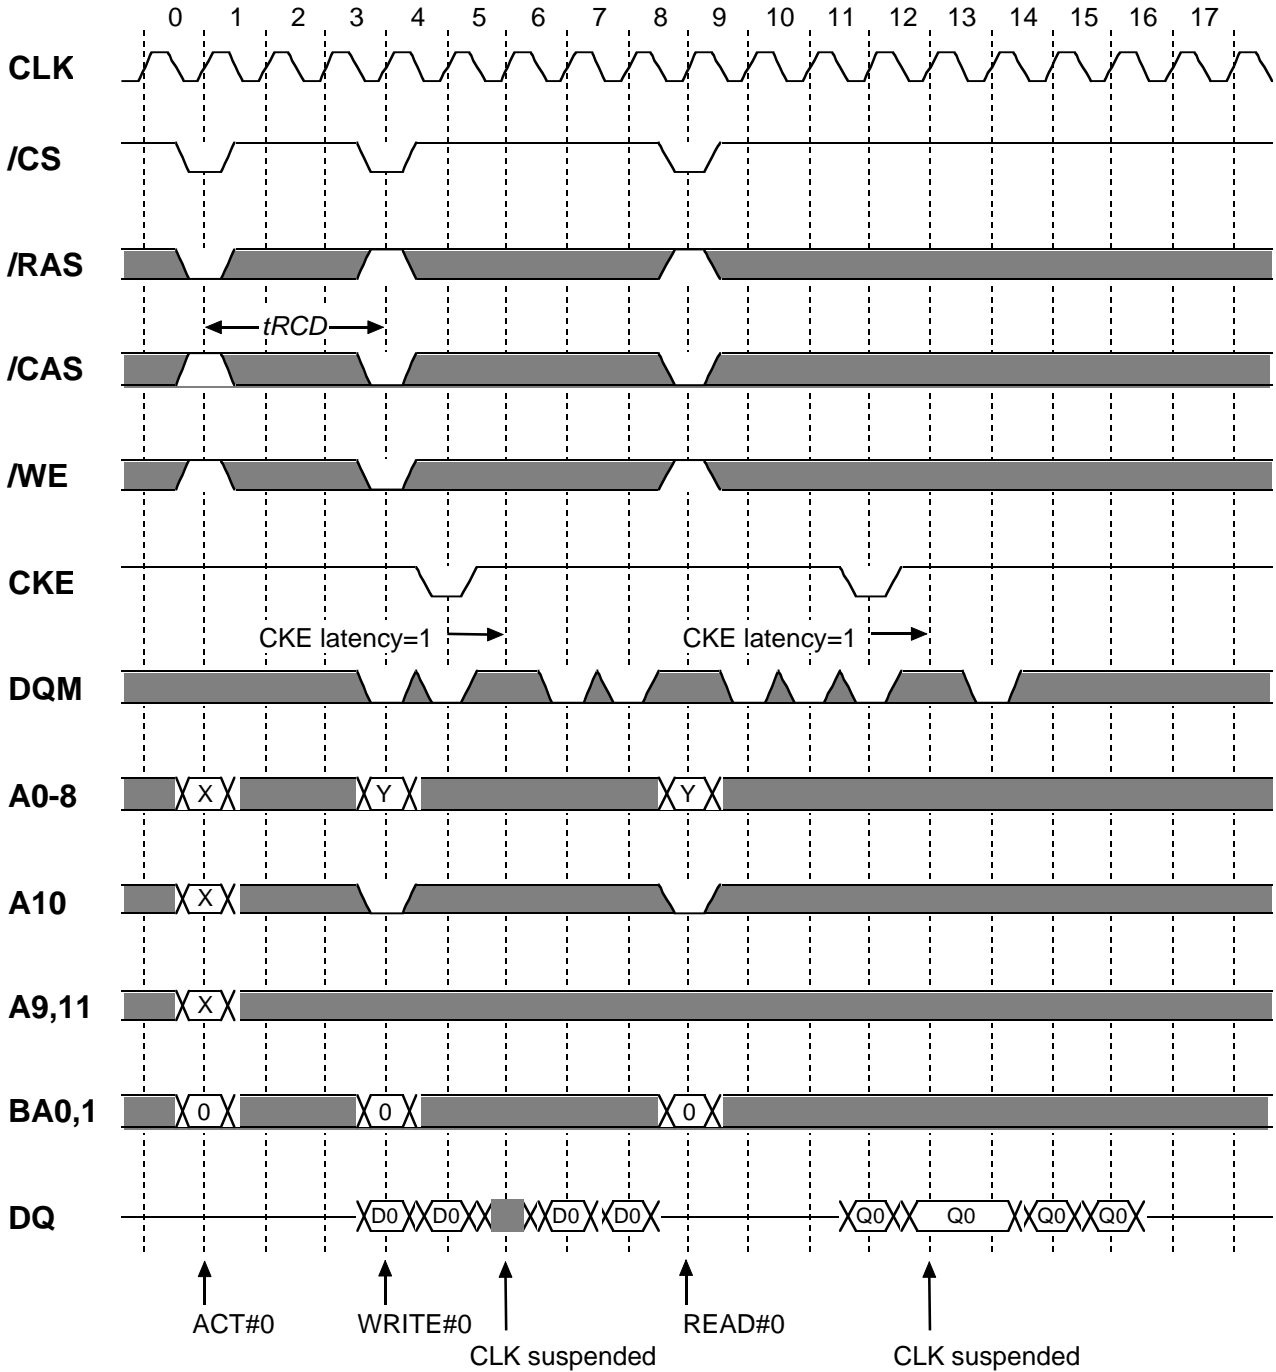 0 1 2 3 4 5 6 7 8 9 10 11 12 13 14 15 16 17
CLK
/CS
/RAS
tRCD
/CAS
/WE
CKE
CKE latency=1 CKE latency=1
DQM
A0-8 X Y Y
A10 X
A9,11 X
BA0,1 0 0 0
DQ D0 D0 D0 D0 Q0 Q0 Q0 Q0
ACT#0 WRITE#0 READ#0
CLK suspended CLK suspended